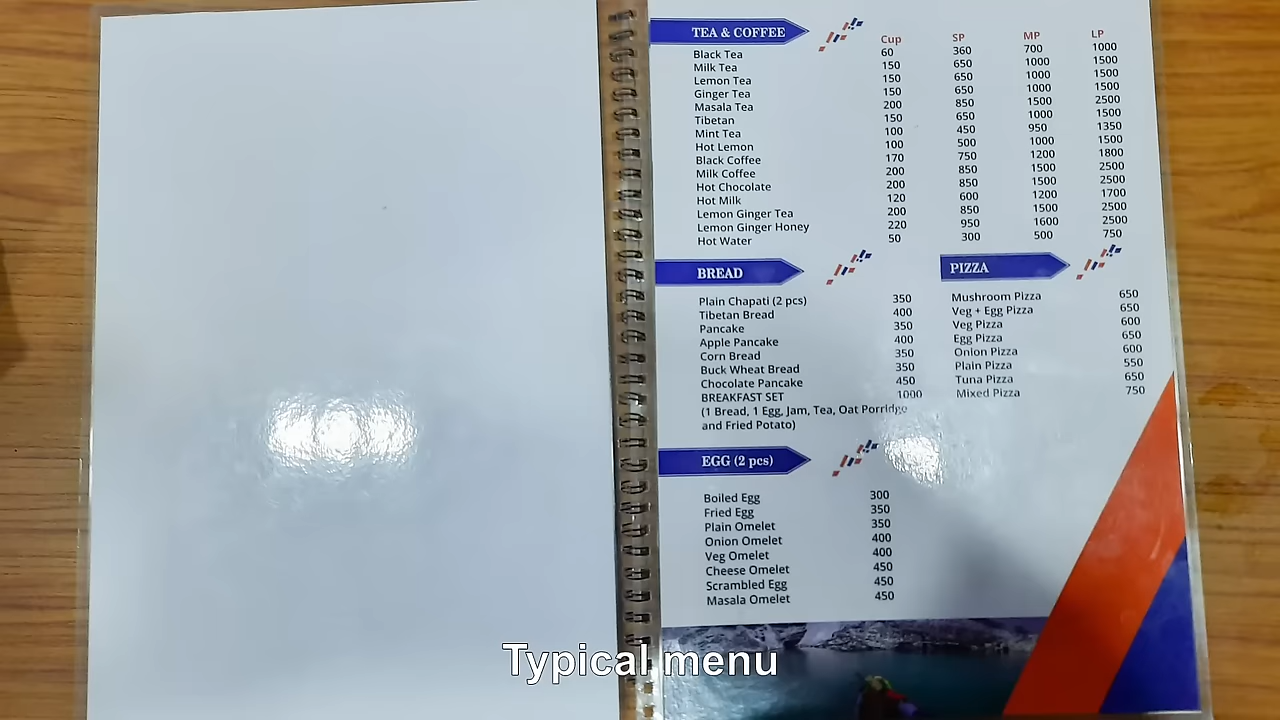 TEA & COFFEE Cup SP MP LP
Black Tea 60 360 700 1000
Milk Tea 150 650 1000 1500
Lemon Tea 150 650 1000 1500
Ginger Tea 150 650 1000 1500
Masala Tea 200 850 1500 2500
Tibetan 150 650 1000 1500
Mint Tea 100 450 950 1350
Hot Lemon 100 500 1000 1500
Black Coffee 170 750 1200 1800
Milk Coffee 200 850 1500 2500
Hot Chocolate 200 850 1500 2500
Hot Milk 120 600 1200 1700
Lemon Ginger Tea 200 850 1500 2500
Lemon Ginger Honey 220 950 1600 2500
Hot Water 50 300 500 750
BREAD
Plain Chapati (2 pcs) 350
Tibetan Bread 400
Pancake 350
Apple Pancake 400
Corn Bread 350
Buck Wheat Bread 350
Chocolate Pancake 450
BREAKFAST SET 1000
(1 Bread, 1 Egg, Jam, Tea, Oat Porridge
and Fried Potato)
PIZZA
Mushroom Pizza 650
Veg + Egg Pizza 650
Veg Pizza 600
Egg Pizza 650
Onion Pizza 600
Plain Pizza 550
Tuna Pizza 650
Mixed Pizza 750
EGG (2 pcs)
Boiled Egg 300
Fried Egg 350
Plain Omelet 350
Onion Omelet 400
Veg Omelet 400
Cheese Omelet 450
Scrambled Egg 450
Masala Omelet 450
Typical menu